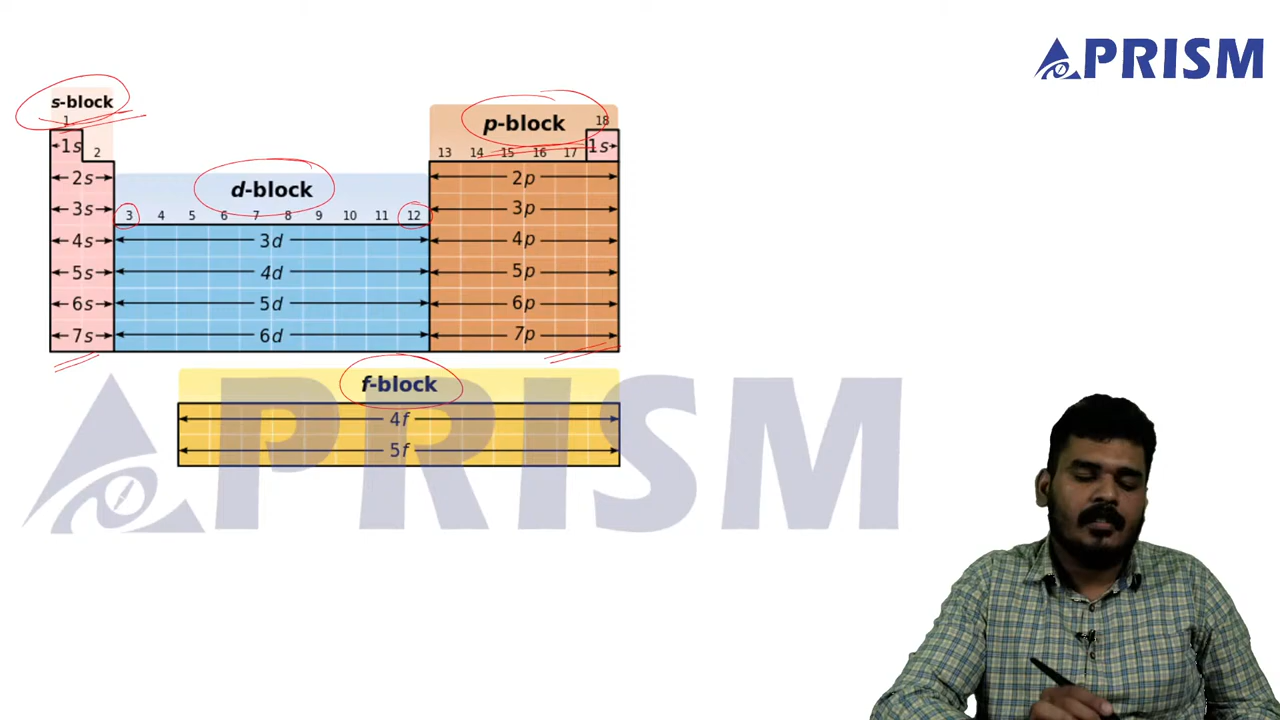 PRISM
s-block
1
p-block
18
1s
2
13 14 15 16 17
1s
2s
d-block
2p
3s
3 4 5 6 7 8 9 10 11 12
3p
4s
3d
4p
5s
4d
5p
6s
5d
6p
7s
6d
7p
f-block
4f
5f
PRISM